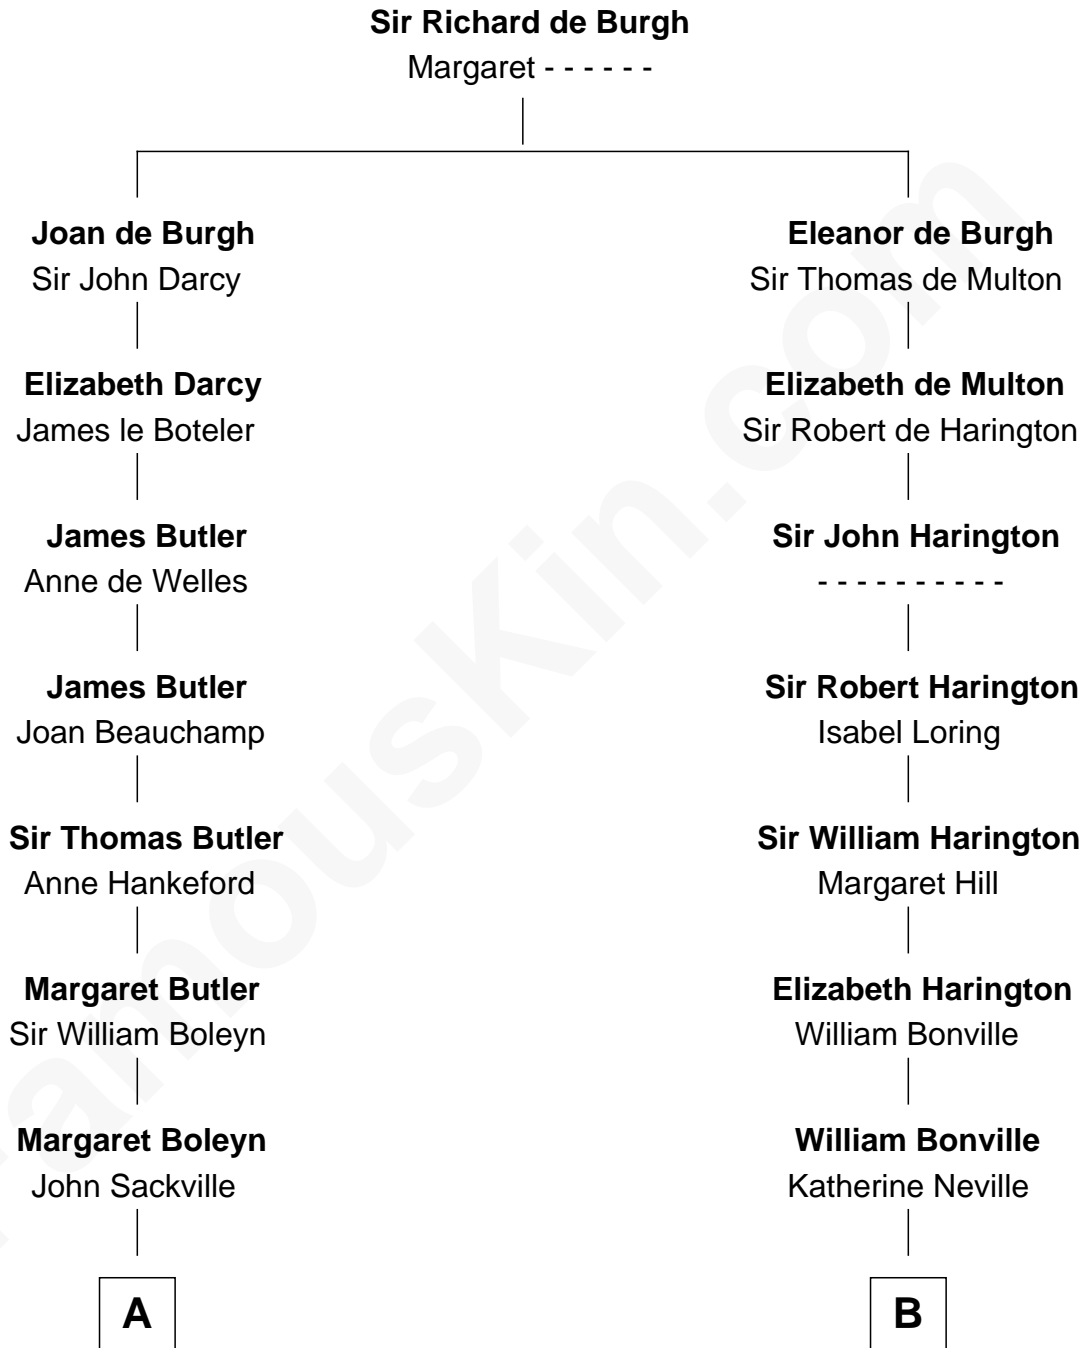 Sir Richard de Burgh
Margaret - - - - - -
Joan de Burgh
Sir John Darcy
Eleanor de Burgh
Sir Thomas de Multon
Elizabeth Darcy
James le Boteler
Elizabeth de Multon
Sir Robert de Harington
James Butler
Anne de Welles
Sir John Harington
- - - - - - - - - -
James Butler
Joan Beauchamp
Sir Robert Harington
Isabel Loring
Sir Thomas Butler
Anne Hankeford
Sir William Harington
Margaret Hill
Margaret Butler
Sir William Boleyn
Elizabeth Harington
William Bonville
Margaret Boleyn
John Sackville
William Bonville
Katherine Neville
A
B
famousKin.com